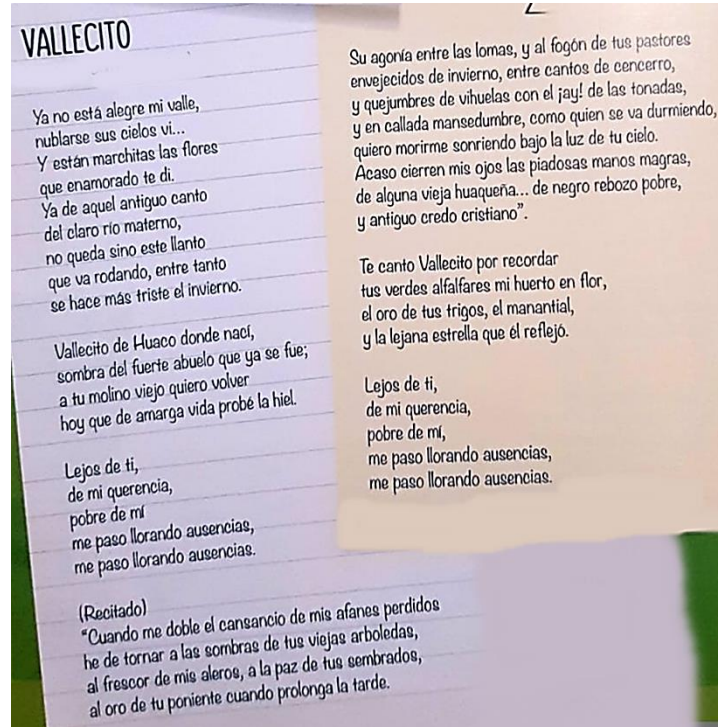 VALLECITO
Ya no está alegre mi valle,
nublarse sus cielos vi...
Y están marchitas las flores
que enamorado te di.
Ya de aquel antiguo canto
del claro río materno,
no queda sino este llanto
que va rodando, entre tanto
se hace más triste el invierno.
Vallecito de Huaco donde nací,
sombra del fuerte abuelo que ya se fue;
a tu molino viejo quiero volver
hoy que de amarga vida probé la hiel.
Lejos de ti,
de mi querencia,
pobre de mí
me paso llorando ausencias,
me paso llorando ausencias.
(Recitado)
"Cuando me doble el cansancio de mis afanes perdidos
he de tornar a las sombras de tus viejas arboledas,
al frescor de mis aleros, a la paz de tus sembrados,
al oro de tu poniente cuando prolonga la tarde.
Su agonía entre las lomas, y al fogón de tus pastores
envejecidos de invierno, entre cantos de cencerro,
y quejumbres de vihuelas con el ¡ay! de las tonadas,
y en callada mansedumbre, como quien se va durmiendo,
quiero morirme sonriendo bajo la luz de tu cielo.
Acaso cierren mis ojos las piadosas manos magras,
de alguna vieja huaqueña... de negro rebozo pobre,
y antiguo credo cristiano".
Te canto Vallecito por recordar
tus verdes alfalfares mi huerto en flor,
el oro de tus trigos, el manantial,
y la lejana estrella que él reflejó.
Lejos de ti,
de mi querencia,
pobre de mí,
me paso llorando ausencias,
me paso llorando ausencias.